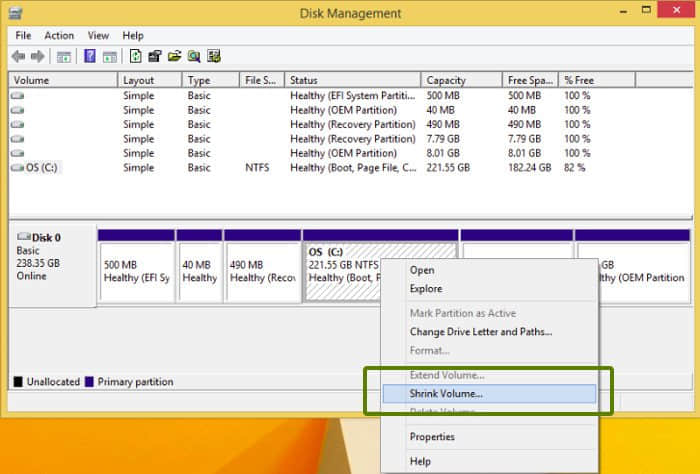 Disk Management
File Action View Help
Volume Layout Type File S... Status Capacity Free Spa... % Free
Simple Basic Healthy (EFI System Partiti... 500 MB 500 MB 100 %
Simple Basic Healthy (OEM Partition) 40 MB 40 MB 100 %
Simple Basic Healthy (Recovery Partition) 490 MB 490 MB 100 %
Simple Basic Healthy (Recovery Partition) 7.79 GB 7.79 GB 100 %
Simple Basic Healthy (OEM Partition) 8.01 GB 8.01 GB 100 %
OS (C:) Simple Basic NTFS Healthy (Boot, Page File, C... 221.55 GB 182.24 GB 82 %
Disk 0
Basic
238.35 GB
Online
500 MB
Healthy (EFI Sy
40 MB
Healthy
490 MB
Healthy (Reco
OS (C:)
221.55 GB NTFS
Healthy (Boot, P
GB
(OEM Partition
Open
Explore
Mark Partition as Active
Change Drive Letter and Paths...
Format...
Extend Volume...
Shrink Volume...
Delete Volume...
Properties
Help
Unallocated Primary partition